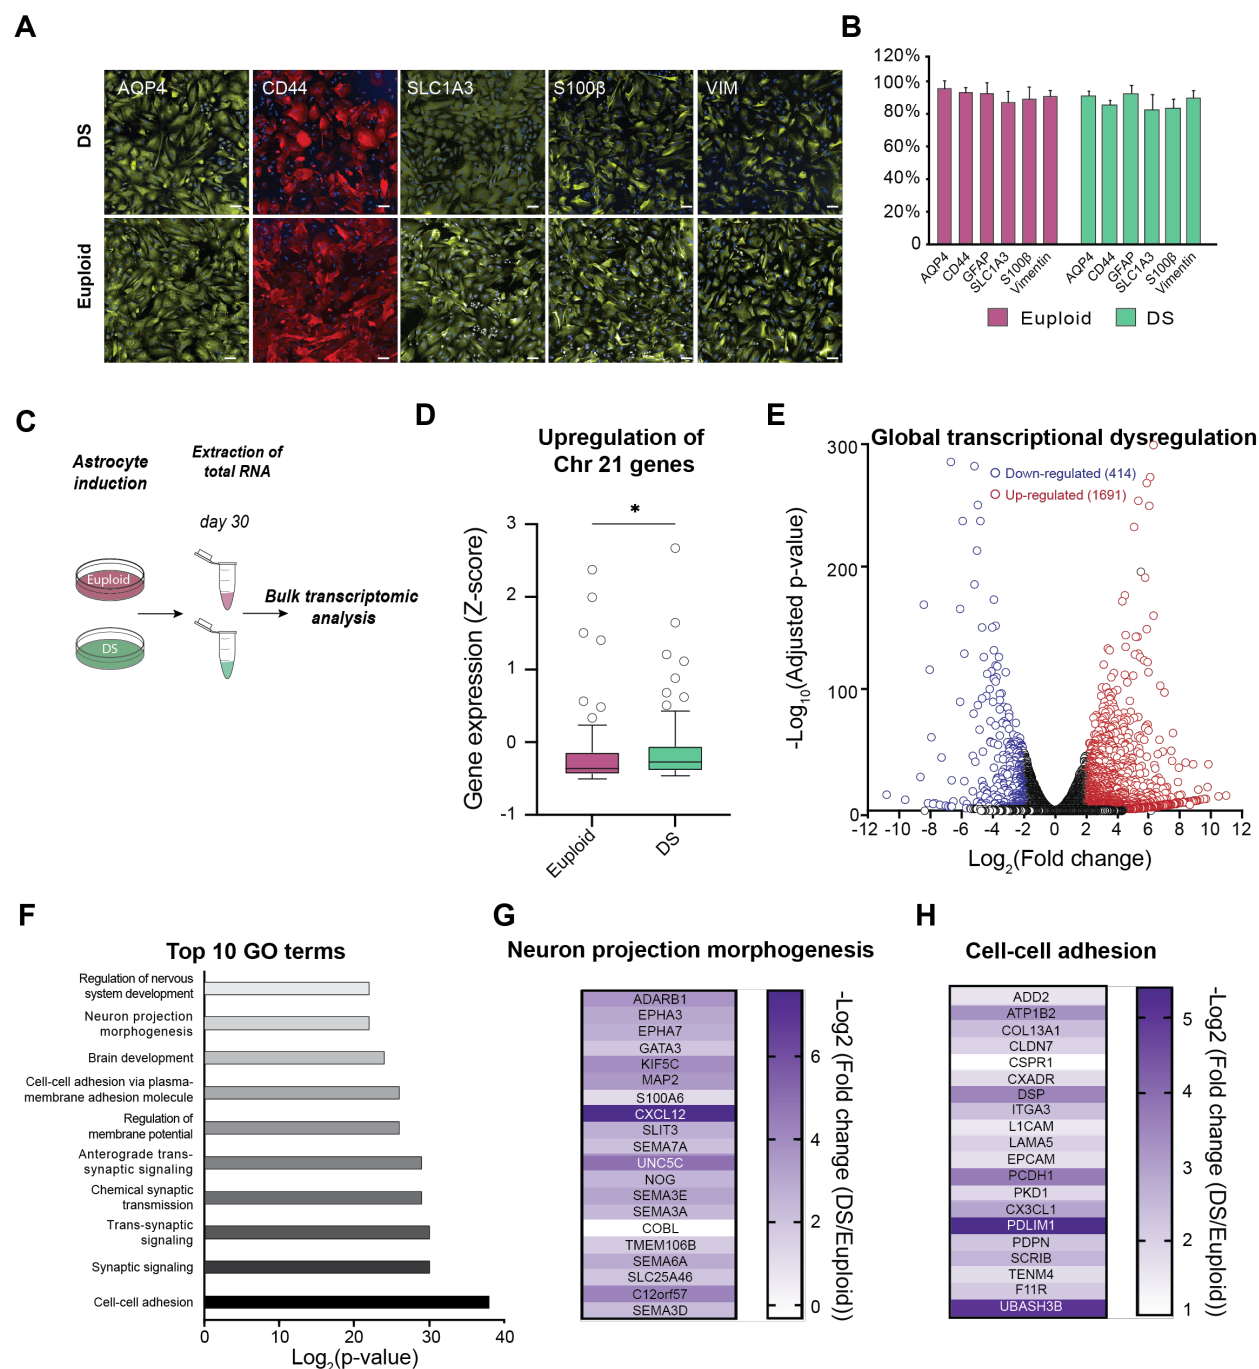 A
AQP4
CD44
SLC1A3
S100β
VIM
DS
Euploid
B
120%
100%
80%
60%
40%
20%
0
AQP4
CD44
GFAP
SLC1A3
S100β
Vimentin
AQP4
CD44
GFAP
SLC1A3
S100β
Vimentin
Euploid
DS
C
Astrocyte
induction
Extraction of
total RNA
day 30
Euploid
DS
Bulk transcriptomic
analysis
D
Upregulation of
Chr 21 genes
*
Gene expression (Z-score)
3
2
1
0
-1
Euploid
DS
E
Global transcriptional dysregulation
Down-regulated (414)
Up-regulated (1691)
-Log10(Adjusted p-value)
300
200
100
0
-12 -10 -8 -6 -4 -2 0 2 4 6 8 10 12
Log2(Fold change)
F
Top 10 GO terms
Regulation of nervous
system development
Neuron projection
morphogenesis
Brain development
Cell-cell adhesion via plasma-
membrane adhesion molecule
Regulation of
membrane potential
Anterograde trans-
synaptic signaling
Chemical synaptic
transmission
Trans-synaptic
signaling
Synaptic signaling
Cell-cell adhesion
0 10 20 30 40
Log2(p-value)
G
Neuron projection morphogenesis
ADARB1
EPHA3
EPHA7
GATA3
KIF5C
MAP2
S100A6
CXCL12
SLIT3
SEMA7A
UNC5C
NOG
SEMA3E
SEMA3A
COBL
TMEM106B
SEMA6A
SLC25A46
C12orf57
SEMA3D
6
4
2
0
-Log2 (Fold change (DS/Euploid))
H
Cell-cell adhesion
ADD2
ATP1B2
COL13A1
CLDN7
CSPR1
CXADR
DSP
ITGA3
L1CAM
LAMA5
EPCAM
PCDH1
PKD1
CX3CL1
PDLIM1
PDPN
SCRIB
TENM4
F11R
UBASH3B
5
4
3
2
1
-Log2 (Fold change (DS/Euploid))